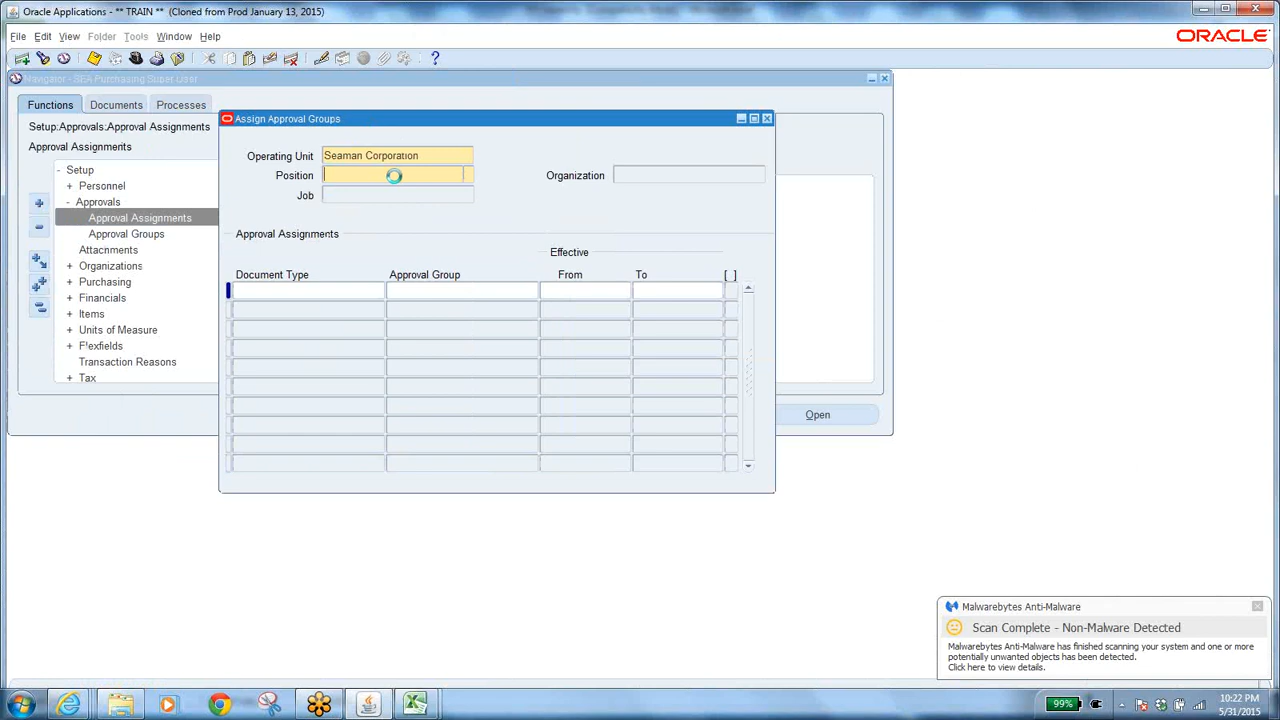 Oracle Applications - ** TRAIN ** (Cloned from Prod January 13, 2015)
File Edit View Folder Tools Window Help
ORACLE
Navigator - SEA Purchasing Super User
Functions Documents Processes
Setup:Approvals:Approval Assignments
Approval Assignments
- Setup
+ Personnel
- Approvals
Approval Assignments
Approval Groups
Attachments
+ Organizations
+ Purchasing
+ Financials
+ Items
+ Units of Measure
+ Flexfields
Transaction Reasons
+ Tax
Open
Assign Approval Groups
Operating Unit Seaman Corporation
Position Organization
Job
Approval Assignments
Effective
Document Type Approval Group From To [ ]
Malwarebytes Anti-Malware
Scan Complete - Non-Malware Detected
Malwarebytes Anti-Malware has finished scanning your system and one or more
potentially unwanted objects has been detected.
Click here to view details.
99%
10:22 PM
5/31/2015